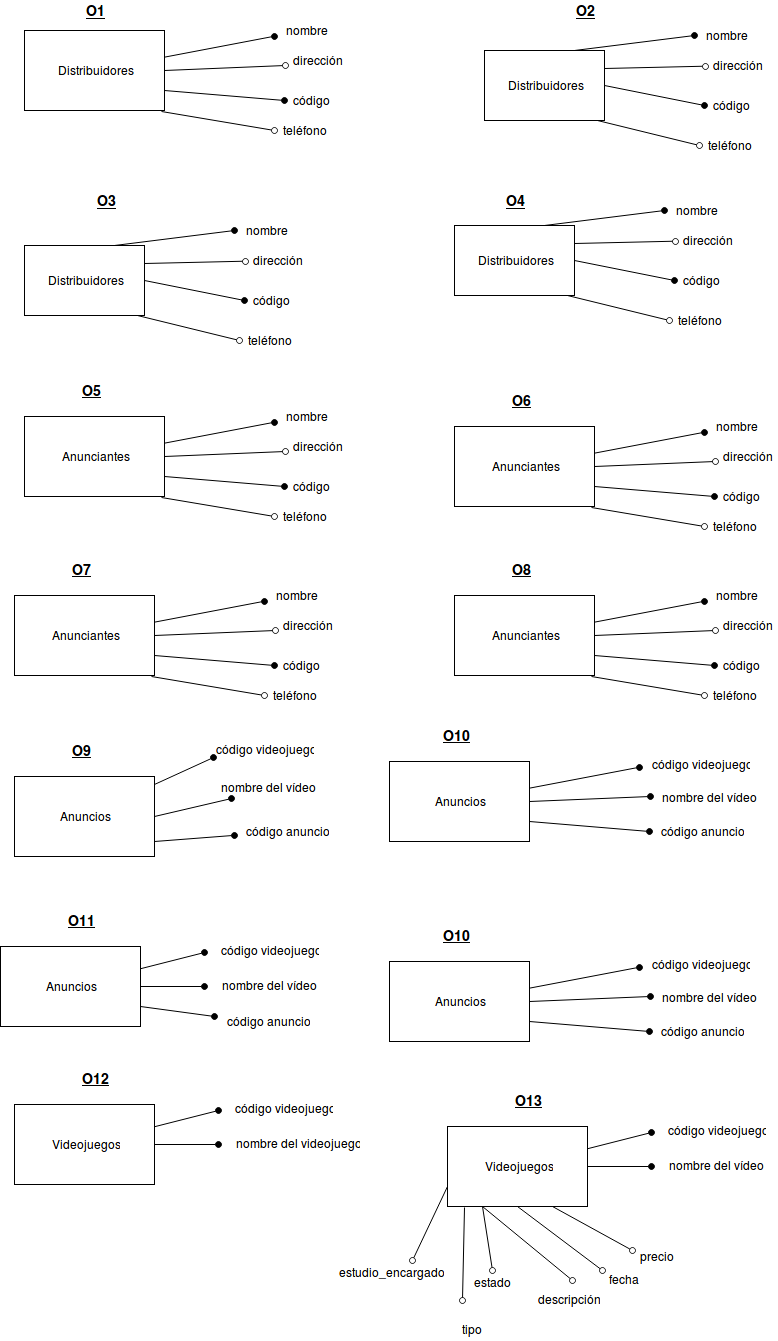 O1
Distribuidores
nombre
dirección
código
teléfono
O2
Distribuidores
nombre
dirección
código
teléfono
O3
Distribuidores
nombre
dirección
código
teléfono
O4
Distribuidores
nombre
dirección
código
teléfono
O5
Anunciantes
nombre
dirección
código
teléfono
O6
Anunciantes
nombre
dirección
código
teléfono
O7
Anunciantes
nombre
dirección
código
teléfono
O8
Anunciantes
nombre
dirección
código
teléfono
O9
Anuncios
código videojuego
nombre del vídeo
código anuncio
O10
Anuncios
código videojuego
nombre del vídeo
código anuncio
O11
Anuncios
código videojuego
nombre del vídeo
código anuncio
O10
Anuncios
código videojuego
nombre del vídeo
código anuncio
O12
Videojuegos
código videojuego
nombre del videojuego
O13
Videojuegos
código videojuego
nombre del vídeo
precio
fecha
estudio_encargado
estado
descripción
tipo